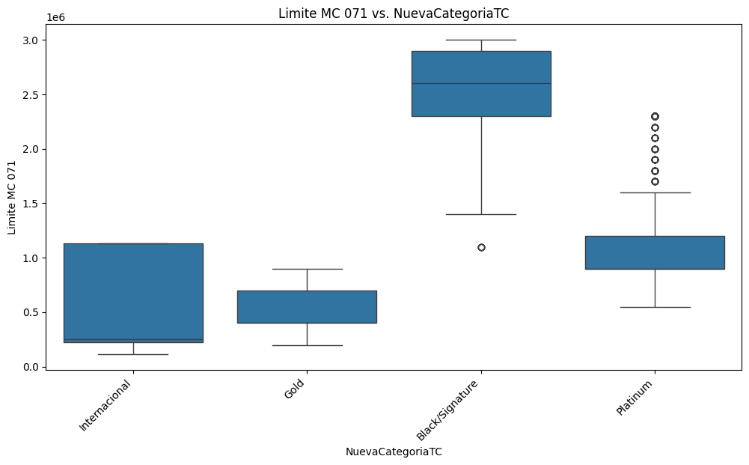 Limite MC 071 vs. NuevaCategoriaTC
1e6
3.0
2.5
2.0
1.5
1.0
0.5
0.0
Limite MC 071
Internacional
Gold
Black/Signature
Platinum
NuevaCategoriaTC